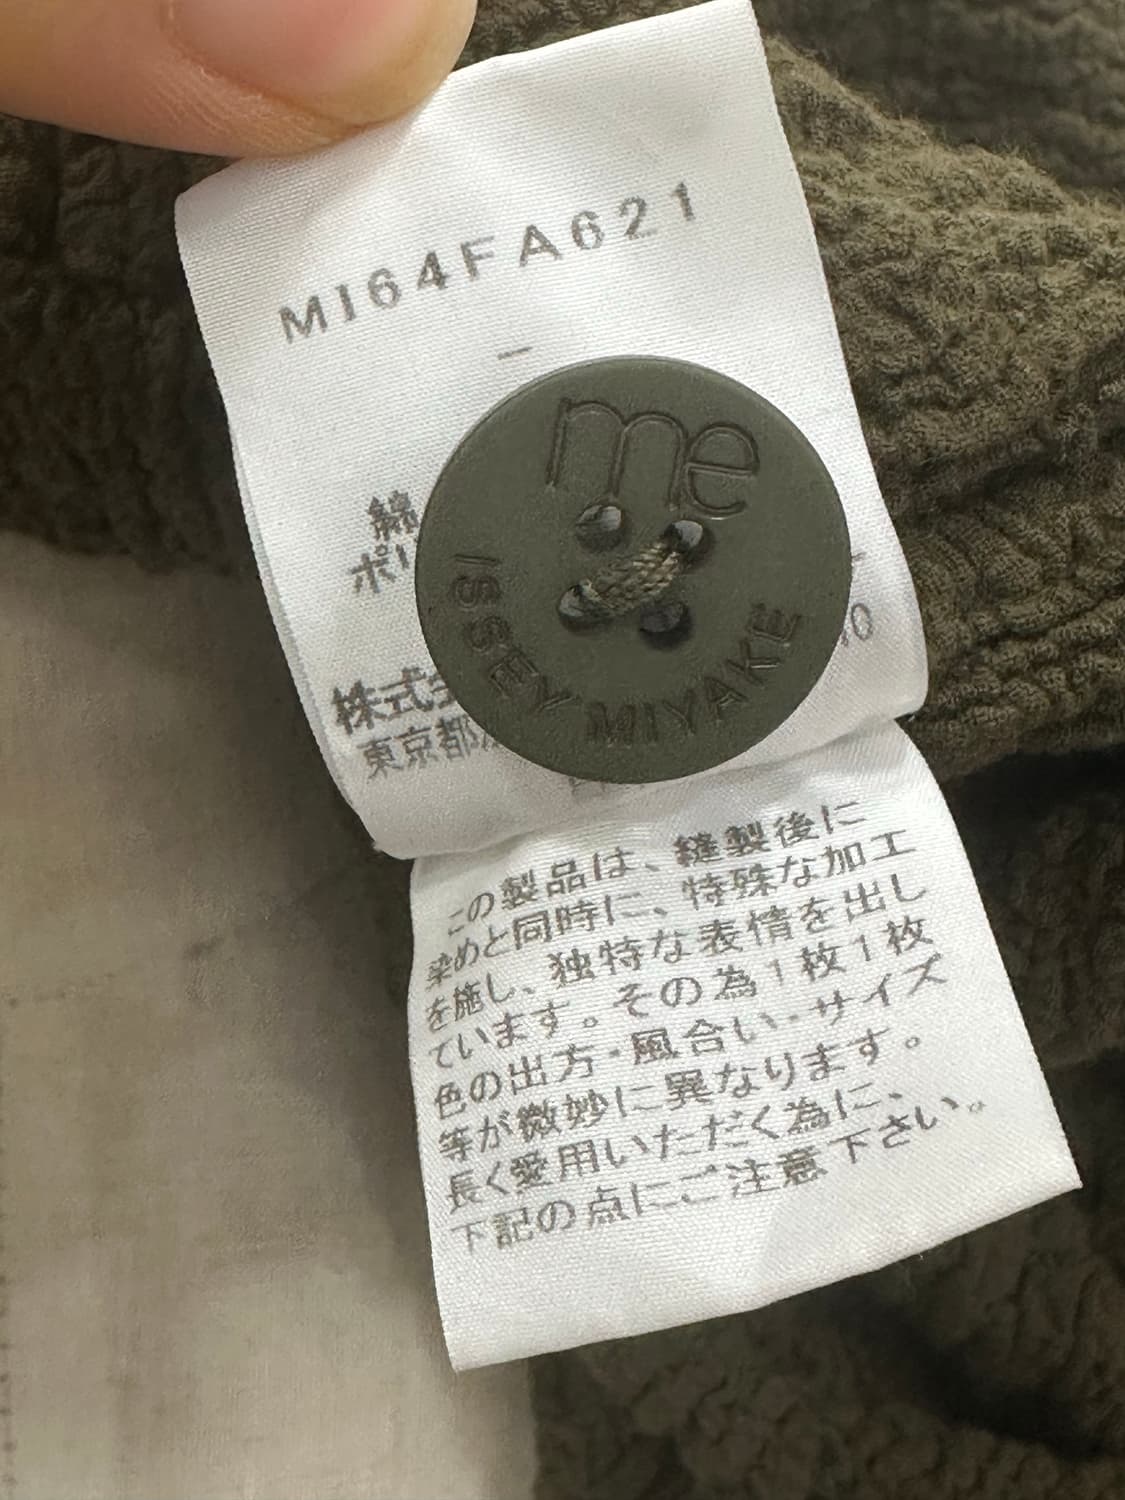 MI64FA621
–
me
ISSEY MIYAKE
綿
ポリ
10
株式
東京都
この製品は、縫製後に
染めと同時に、特殊な加工
を施し、独特な表情を出し
ています。その為1枚1枚
色の出方・風合い・サイズ
等が微妙に異なります。
長く愛用いただく為に、
下記の点にご注意下さい。